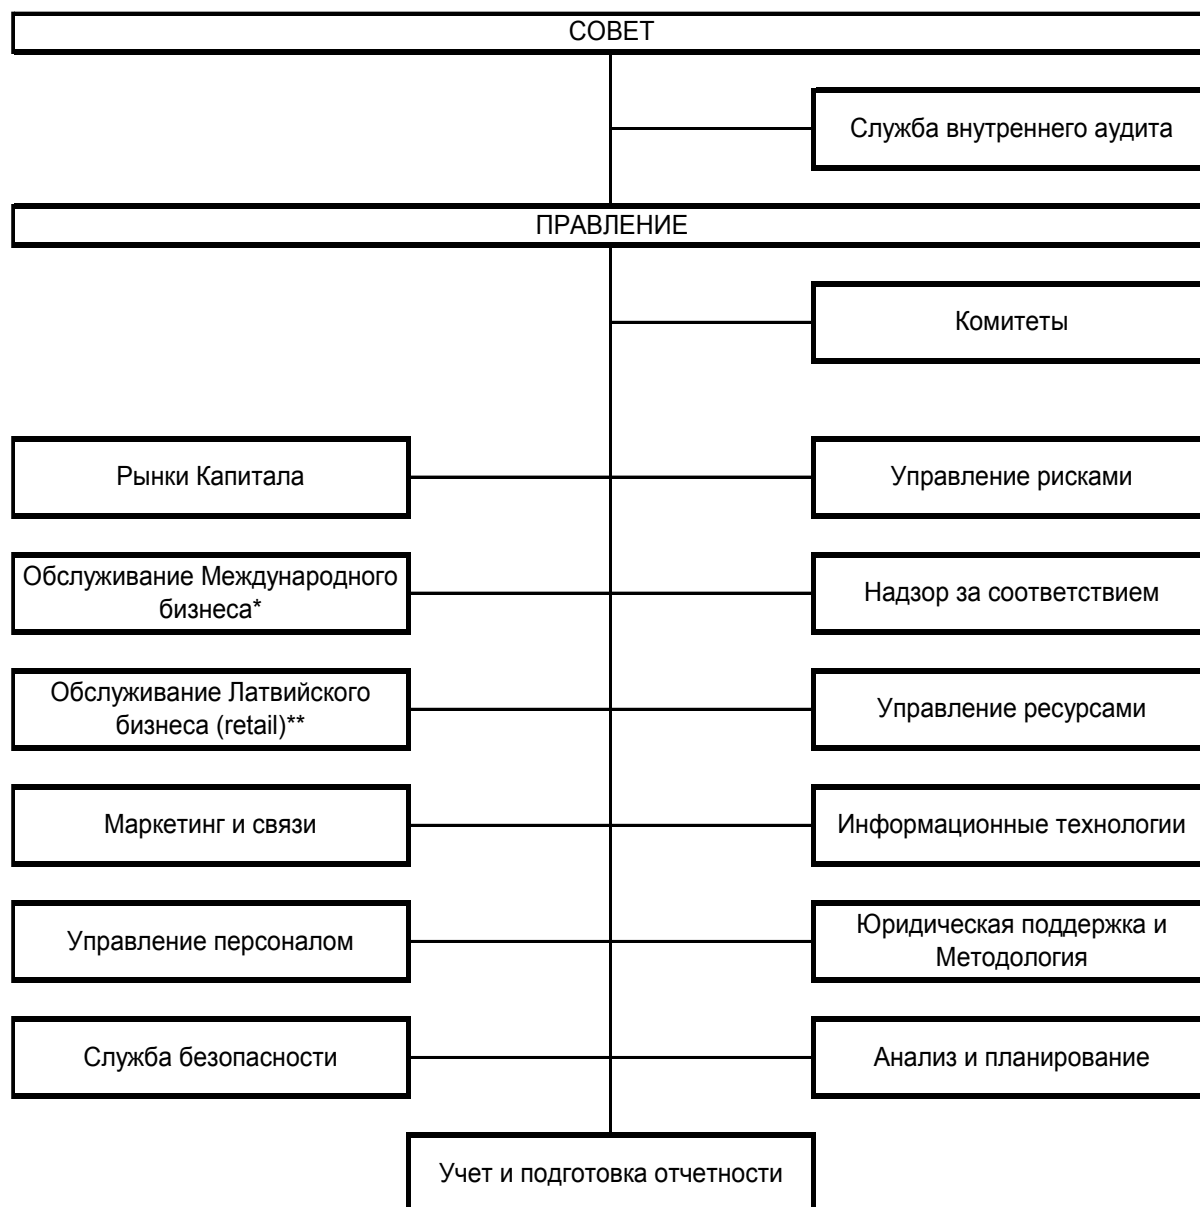 СОВЕТ
Служба внутреннего аудита
ПРАВЛЕНИЕ
Комитеты
Рынки Капитала
Управление рисками
Обслуживание Международного
бизнеса*
Надзор за соответствием
Обслуживание Латвийского
бизнеса (retail)**
Управление ресурсами
Маркетинг и связи
Информационные технологии
Управление персоналом
Юридическая поддержка и
Методология
Служба безопасности
Анализ и планирование
Учет и подготовка отчетности